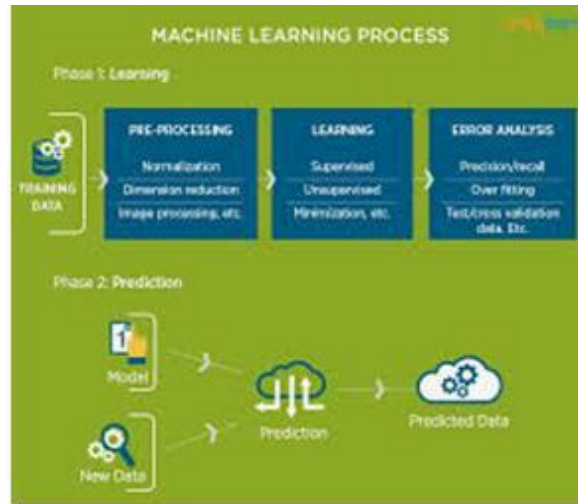 MACHINE LEARNING PROCESS
Phase 1: Learning
TRAINING
DATA
PRE-PROCESSING
Normalization
Dimension reduction
Image processing, etc.
LEARNING
Supervised
Unsupervised
Minimization, etc.
ERROR ANALYSIS
Precision/recall
Over fitting
Test/cross validation
data. Etc.
Phase 2: Prediction
1
Model
New Data
Prediction
Predicted Data